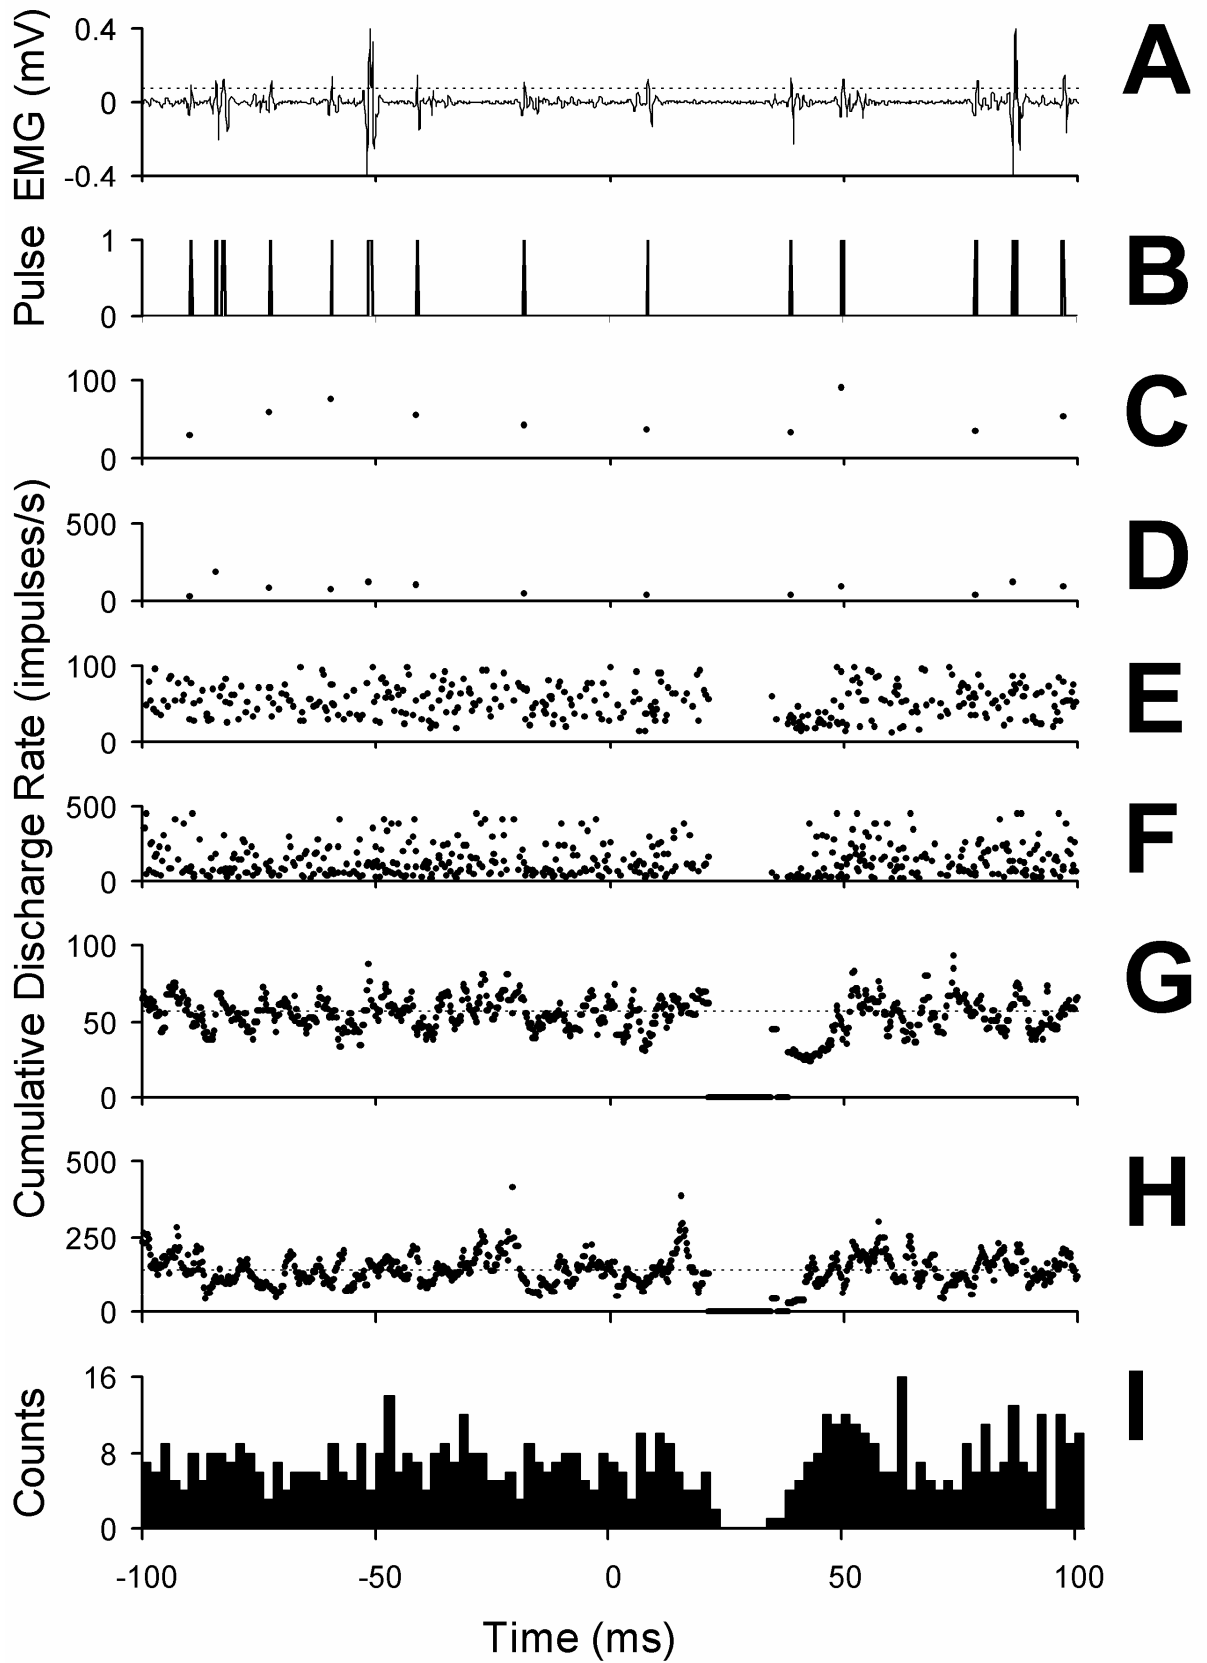 EMG (mV)
0.4
0
-0.4
A
Pulse
1
0
B
Cumulative Discharge Rate (impulses/s)
100
0
C
500
0
D
100
0
E
500
0
F
100
50
0
G
500
250
0
H
Counts
16
8
0
I
-100 -50 0 50 100
Time (ms)